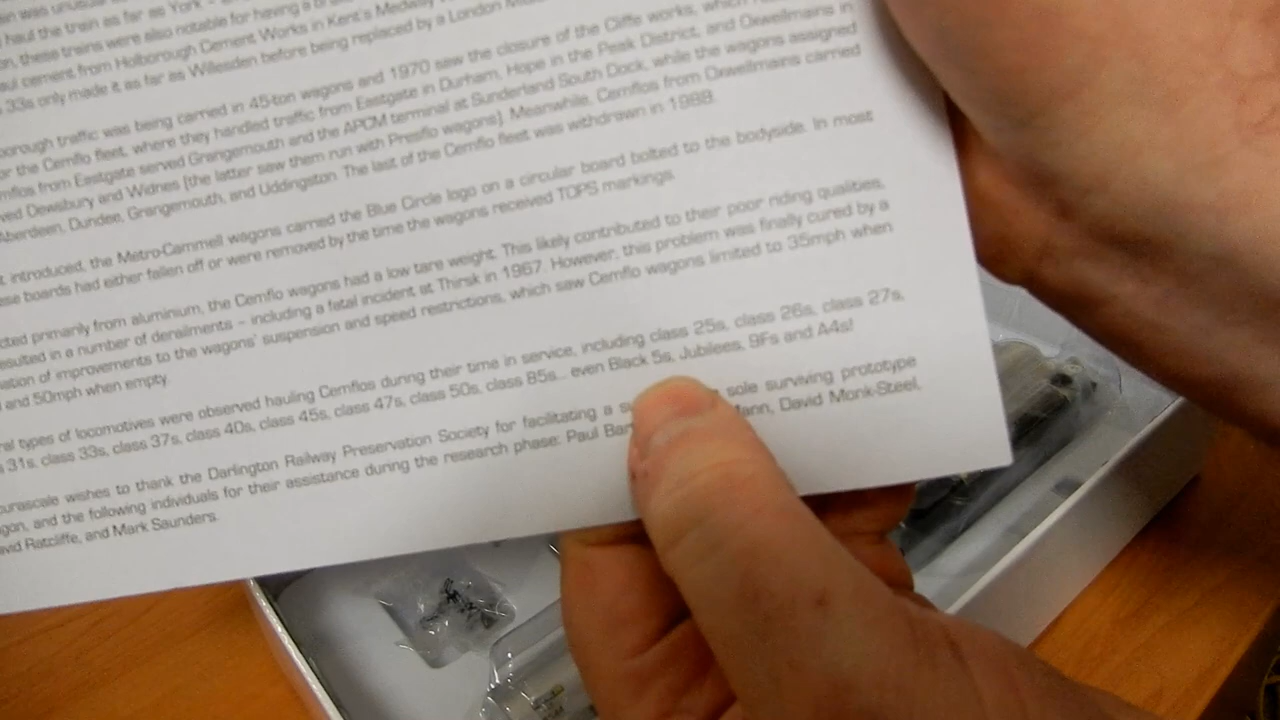 haul the train as far as York -
these trains were also notable for having a
cement from Holborough Cement Works in Kent's Medway
33s only made it as far as Willesden before being replaced by a London
traffic was being carried in 45-ton wagons and 1970 saw the closure of the Cliffe works, which
the Cemflo fleet, where they handled traffic from Eastgate in Durham, Hope in the Peak District, and Oxwellmains in
from Eastgate served Grangemouth and the APCM terminal at Sunderland South Dock, while the wagons assigned
Dewsbury and Widnes [the latter saw them run with Presflo wagons]. Meanwhile, Cemflos from Oxwellmains carried
Aberdeen, Dundee, Grangemouth, and Uddingston. The last of the Cemflo fleet was withdrawn in 1988.
introduced, the Metro-Cammell wagons carried the Blue Circle logo on a circular board bolted to the bodyside. In most
boards had either fallen off or were removed by the time the wagons received TOPS markings.
primarily from aluminium, the Cemflo wagons had a low tare weight. This likely contributed to their poor riding qualities,
in a number of derailments – including a fatal incident at Thirsk in 1967. However, this problem was finally cured by a
of improvements to the wagons' suspension and speed restrictions, which saw Cemflo wagons limited to 35mph when
and 50mph when empty.
types of locomotives were observed hauling Cemflos during their time in service, including class 25s, class 26s, class 27s,
31s, class 33s, class 37s, class 40s, class 45s, class 47s, class 50s, class 85s... even Black 5s, Jubilees, 9Fs and A4s!
wishes to thank the Darlington Railway Preservation Society for facilitating a sole surviving prototype
and the following individuals for their assistance during the research phase: Paul David Monk-Steel,
Ratcliffe, and Mark Saunders.